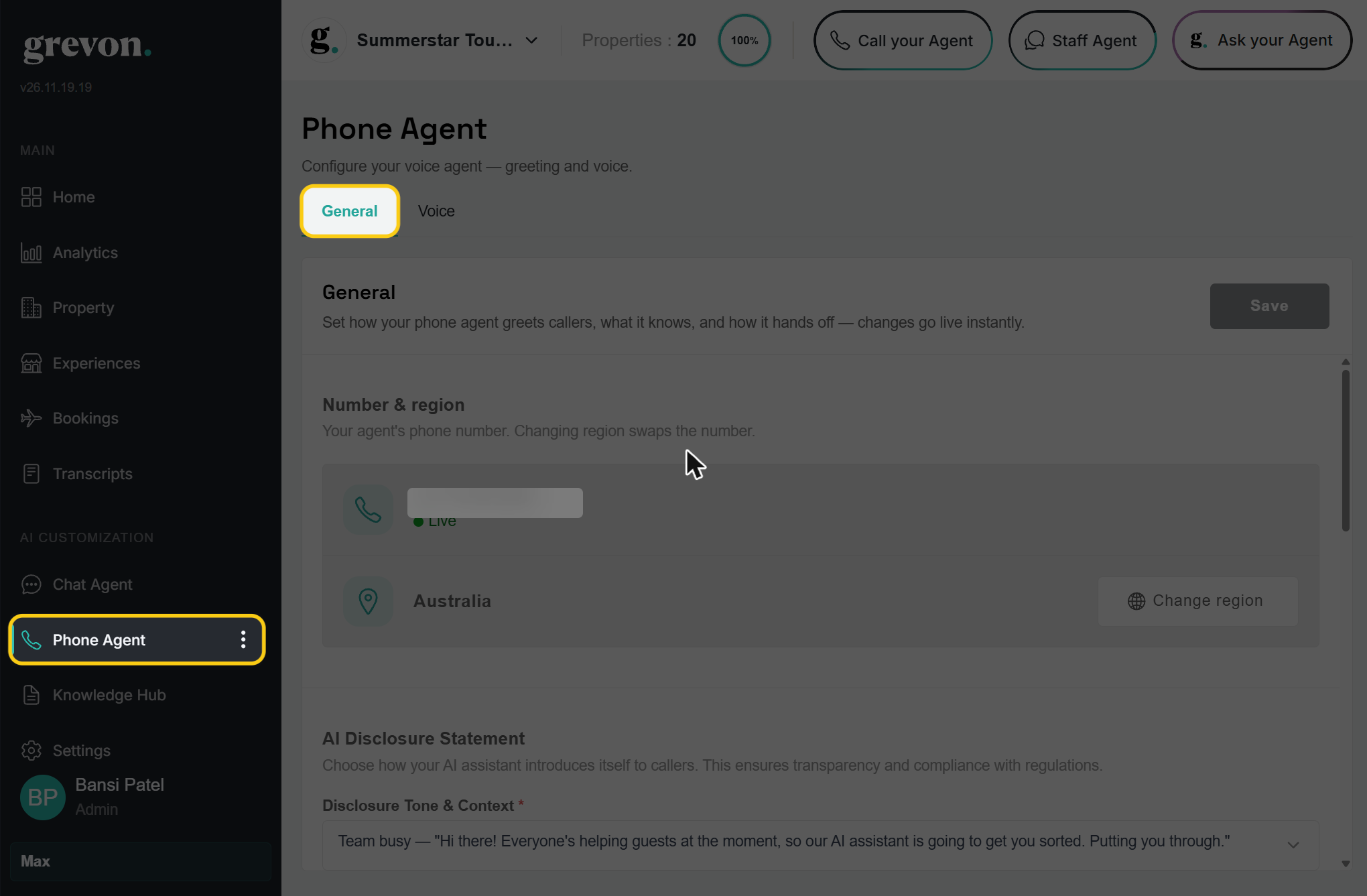 grevon.
v26.11.19.19
MAIN
Home
Analytics
Property
Experiences
Bookings
Transcripts
AI CUSTOMIZATION
Chat Agent
Phone Agent
Knowledge Hub
Settings
BP
Bansi Patel
Admin
Max
g.
Summerstar Tou...
Properties : 20
100%
Call your Agent
Staff Agent
g. Ask your Agent
Phone Agent
Configure your voice agent — greeting and voice.
General
Voice
General
Set how your phone agent greets callers, what it knows, and how it hands off — changes go live instantly.
Save
Number & region
Your agent's phone number. Changing region swaps the number.
Live
Australia
Change region
AI Disclosure Statement
Choose how your AI assistant introduces itself to callers. This ensures transparency and compliance with regulations.
Disclosure Tone & Context *
Team busy — "Hi there! Everyone's helping guests at the moment, so our AI assistant is going to get you sorted. Putting you through."